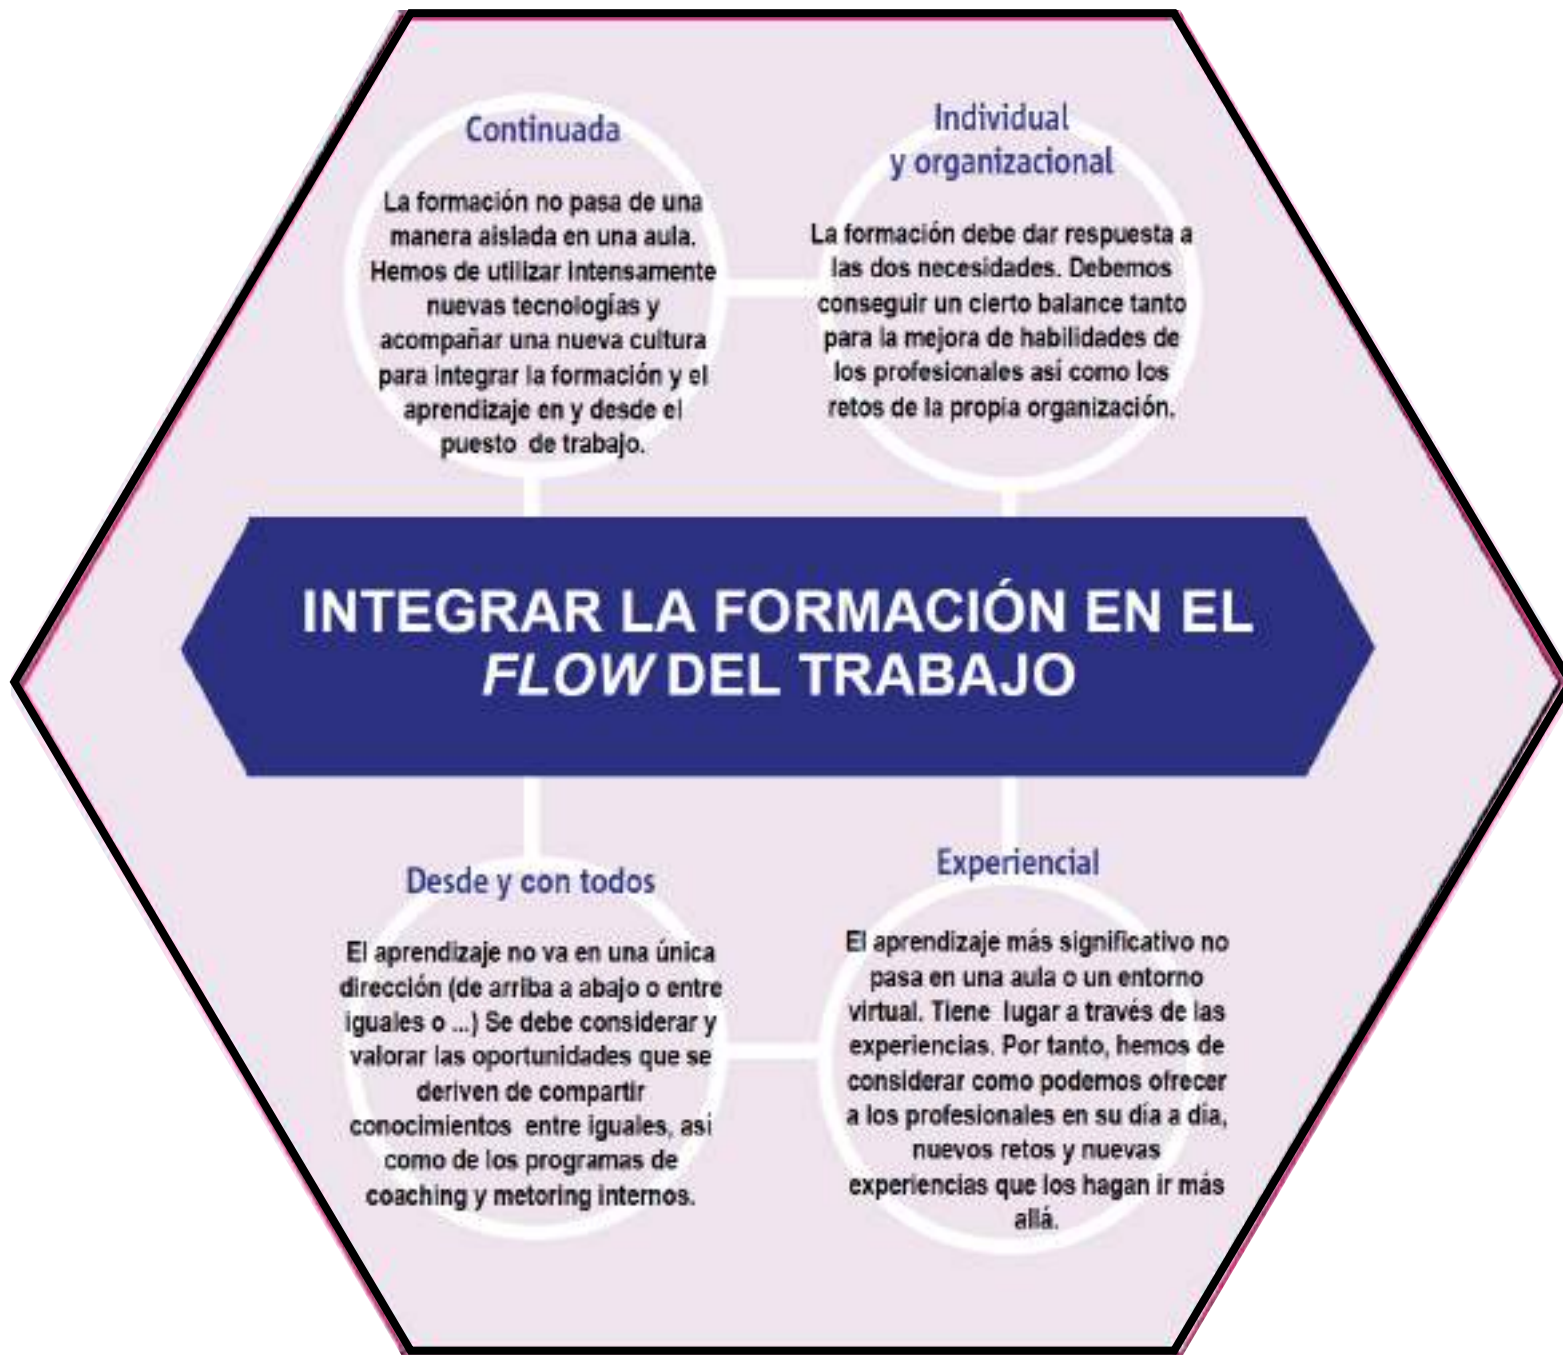 Continuada
La formación no pasa de una
manera aislada en una aula.
Hemos de utilizar intensamente
nuevas tecnologías y
acompañar una nueva cultura
para integrar la formación y el
aprendizaje en y desde el
puesto de trabajo.
Individual
y organizacional
La formación debe dar respuesta a
las dos necesidades. Debemos
conseguir un cierto balance tanto
para la mejora de habilidades de
los profesionales así como los
retos de la propia organización.
INTEGRAR LA FORMACIÓN EN EL
FLOW DEL TRABAJO
Desde y con todos
El aprendizaje no va en una única
dirección (de arriba a abajo o entre
iguales o ...) Se debe considerar y
valorar las oportunidades que se
deriven de compartir
conocimientos entre iguales, así
como de los programas de
coaching y metoring internos.
Experiencial
El aprendizaje más significativo no
pasa en una aula o un entorno
virtual. Tiene lugar a través de las
experiencias. Por tanto, hemos de
considerar como podemos ofrecer
a los profesionales en su día a día,
nuevos retos y nuevas
experiencias que los hagan ir más
allá.